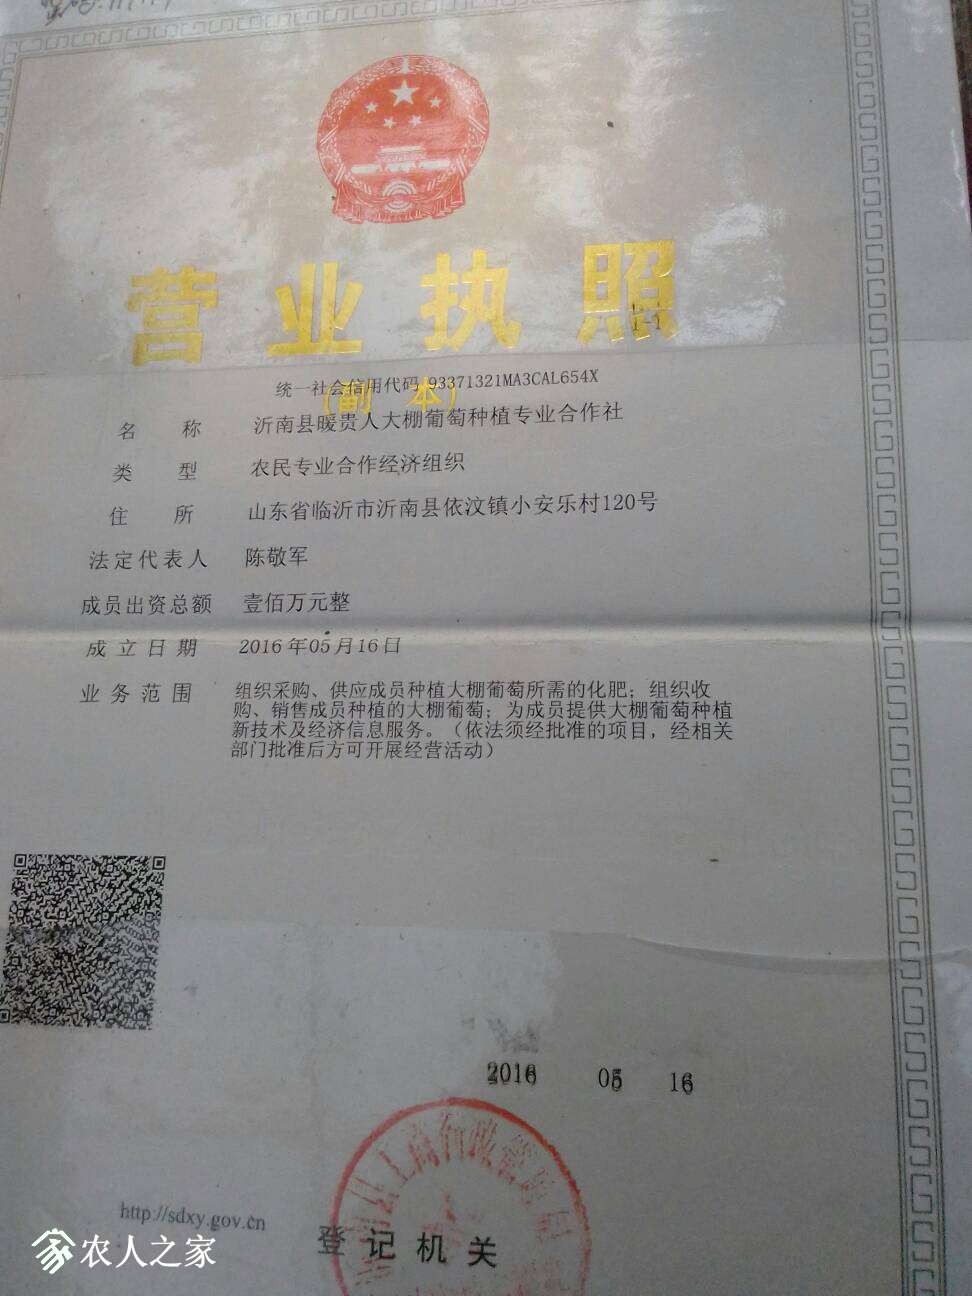 营业执照
(副本)
统一社会信用代码 93371321MA3CAL654X
名称 沂南县暖贵人大棚葡萄种植专业合作社
类型 农民专业合作经济组织
住所 山东省临沂市沂南县依汶镇小安乐村120号
法定代表人 陈敬军
成员出资总额 壹佰万元整
成立日期 2016年05月16日
业务范围 组织采购、供应成员种植大棚葡萄所需的化肥；组织收
购、销售成员种植的大棚葡萄；为成员提供大棚葡萄种植
新技术及经济信息服务。（依法须经批准的项目，经相关
部门批准后方可开展经营活动）
2016 05 16
县工商行政管理局
登记机关
http://sdxy.gov.cn
农人之家